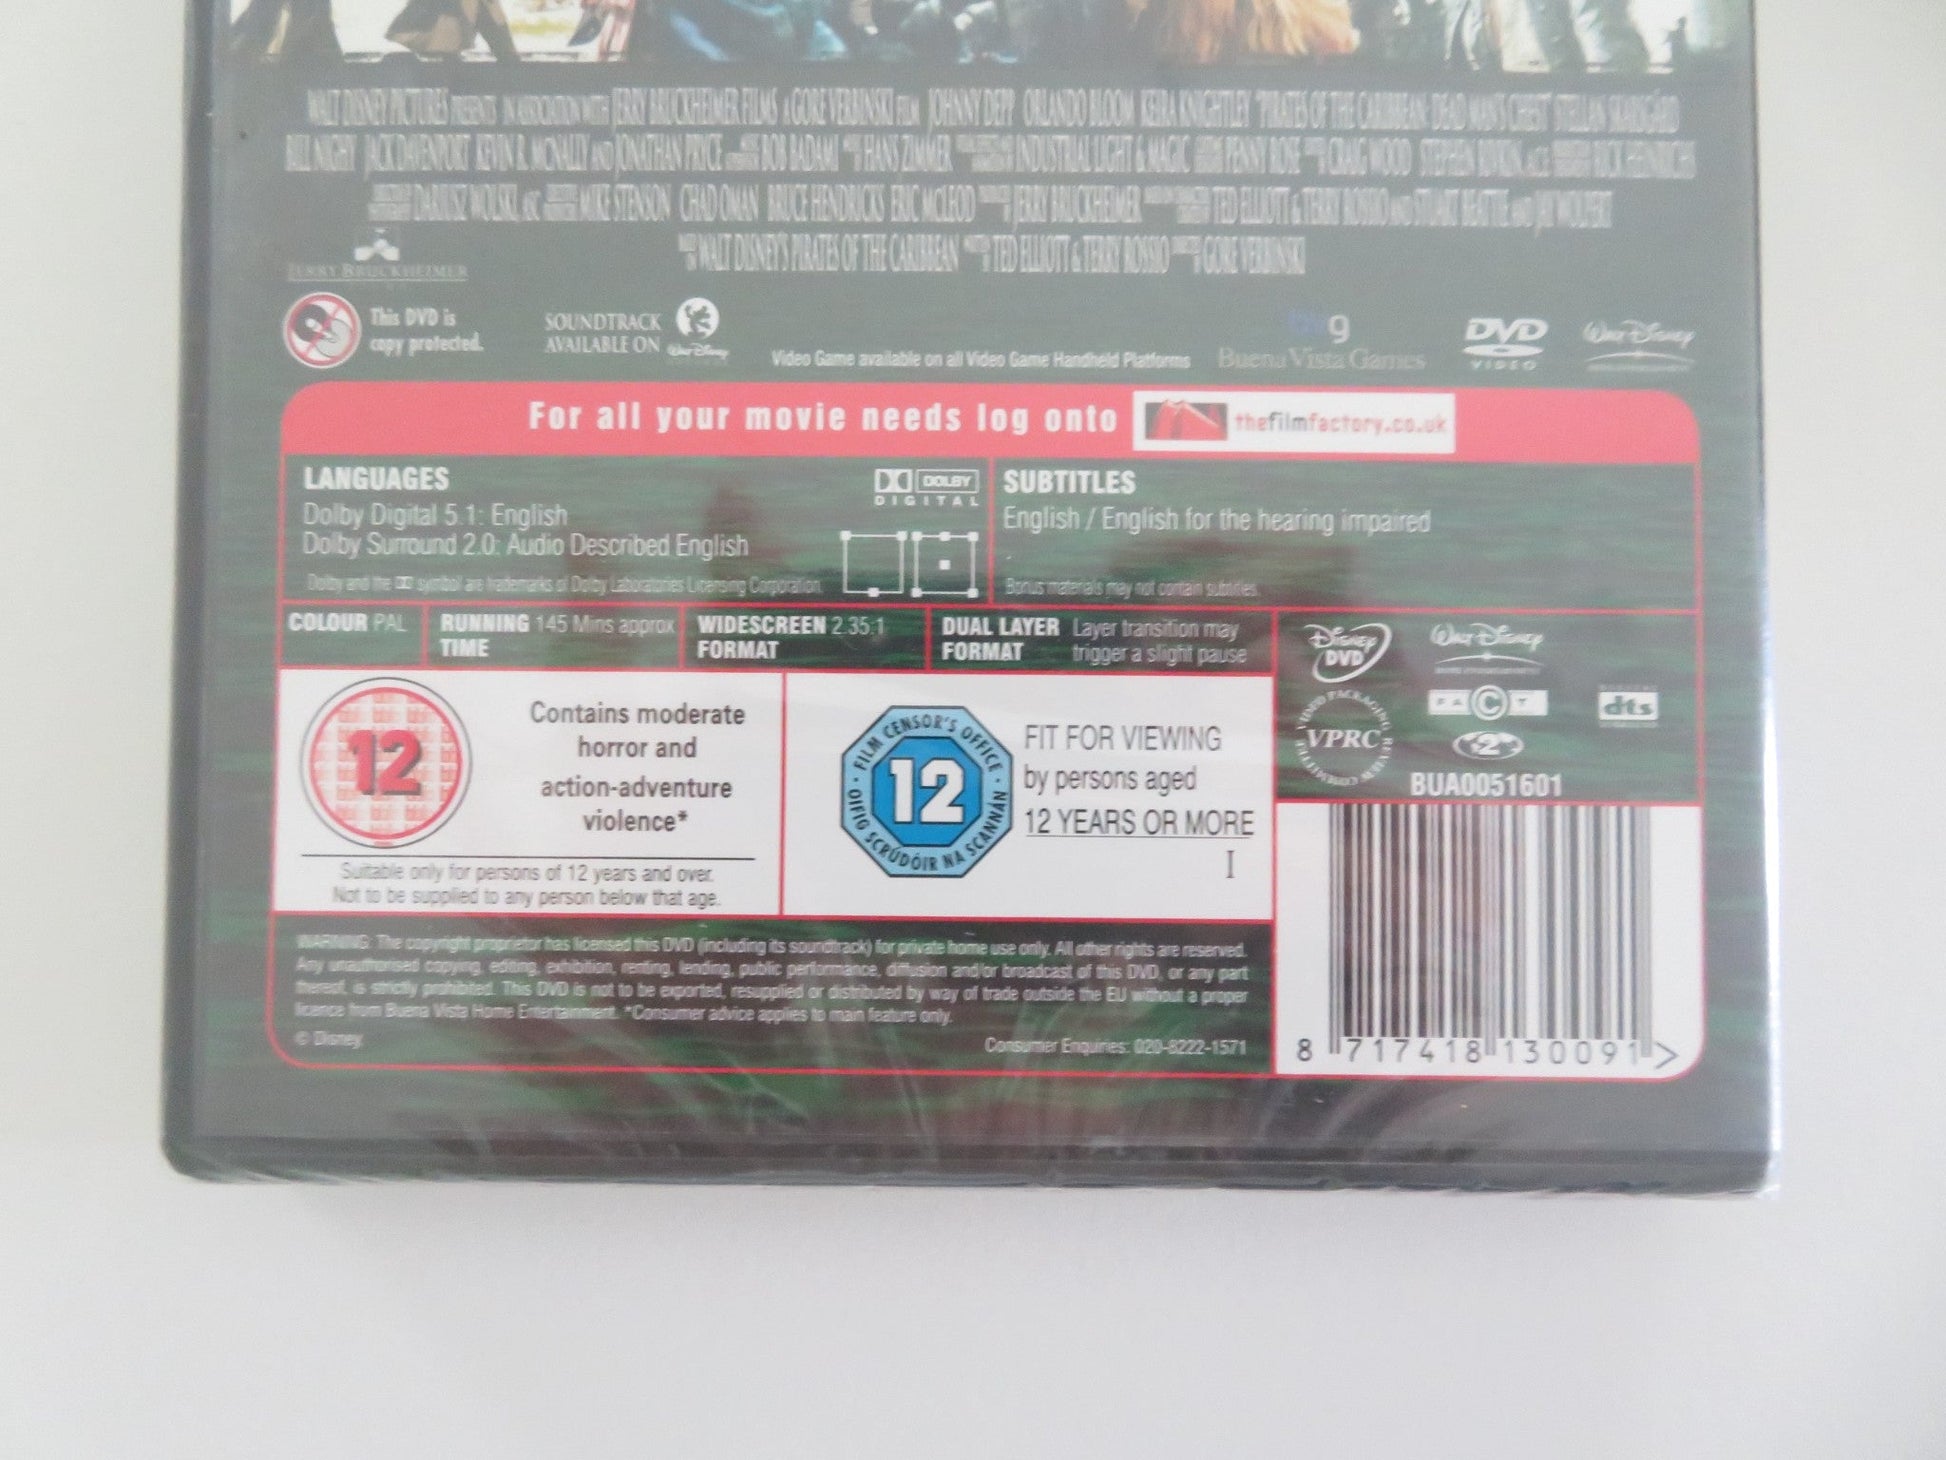 WALT DISNEY PICTURES PRESENTS IN ASSOCIATION WITH JERRY BRUCKHEIMER FILMS A GORE VERBINSKI FILM JOHNNY DEPP ORLANDO BLOOM KEIRA KNIGHTLEY "PIRATES OF THE CARIBBEAN: DEAD MAN'S CHEST" STELLAN SKARSGÅRD
BILL NIGHY JACK DAVENPORT KEVIN R. MCNALLY AND JONATHAN PRYCE BOB BADAMI HANS ZIMMER INDUSTRIAL LIGHT & MAGIC PENNY ROSE CRAIG WOOD STEPHEN RIVKIN, A.C.E. RICK HEINRICHS
DARIUSZ WOLSKI, ASC MIKE STENSON CHAD OMAN BRUCE HENDRICKS ERIC MCLEOD JERRY BRUCKHEIMER TED ELLIOTT & TERRY ROSSIO AND STUART BEATTIE AND JAY WOLPERT
WALT DISNEY'S PIRATES OF THE CARIBBEAN TED ELLIOTT & TERRY ROSSIO GORE VERBINSKI
JERRY BRUCKHEIMER
This DVD is
copy protected.
SOUNDTRACK
AVAILABLE ON
Walt Disney
Video Game available on all Video Game Handheld Platforms
Buena Vista Games
DVD
VIDEO
Walt Disney
For all your movie needs log onto thefilmfactory.co.uk
LANGUAGES
Dolby Digital 5.1: English
Dolby Surround 2.0: Audio Described English
Dolby and the symbol are trademarks of Dolby Laboratories Licensing Corporation.
DOLBY
DIGITAL
SUBTITLES
English / English for the hearing impaired
Bonus materials may not contain subtitles.
COLOUR PAL
RUNNING 145 Mins approx
TIME
WIDESCREEN 2.35:1
FORMAT
DUAL LAYER Layer transition may
FORMAT trigger a slight pause
Disney
DVD
Walt Disney
VIDEO PACKAGING REVIEW COMMITTEE
VPRC
FACT
dts
2
BUA0051601
12
Contains moderate
horror and
action-adventure
violence*
Suitable only for persons of 12 years and over.
Not to be supplied to any person below that age.
FILM CENSOR'S OFFICE
12
OIFIG SCRÚDÓIR NA SCANNÁN
FIT FOR VIEWING
by persons aged
12 YEARS OR MORE
I
WARNING: The copyright proprietor has licensed this DVD (including its soundtrack) for private home use only. All other rights are reserved.
Any unauthorised copying, editing, exhibition, renting, lending, public performance, diffusion and/or broadcast of this DVD, or any part
thereof, is strictly prohibited. This DVD is not to be exported, resupplied or distributed by way of trade outside the EU without a proper
licence from Buena Vista Home Entertainment. *Consumer advice applies to main feature only.
© Disney
Consumer Enquiries: 020-8222-1571
8 717418 130091 >